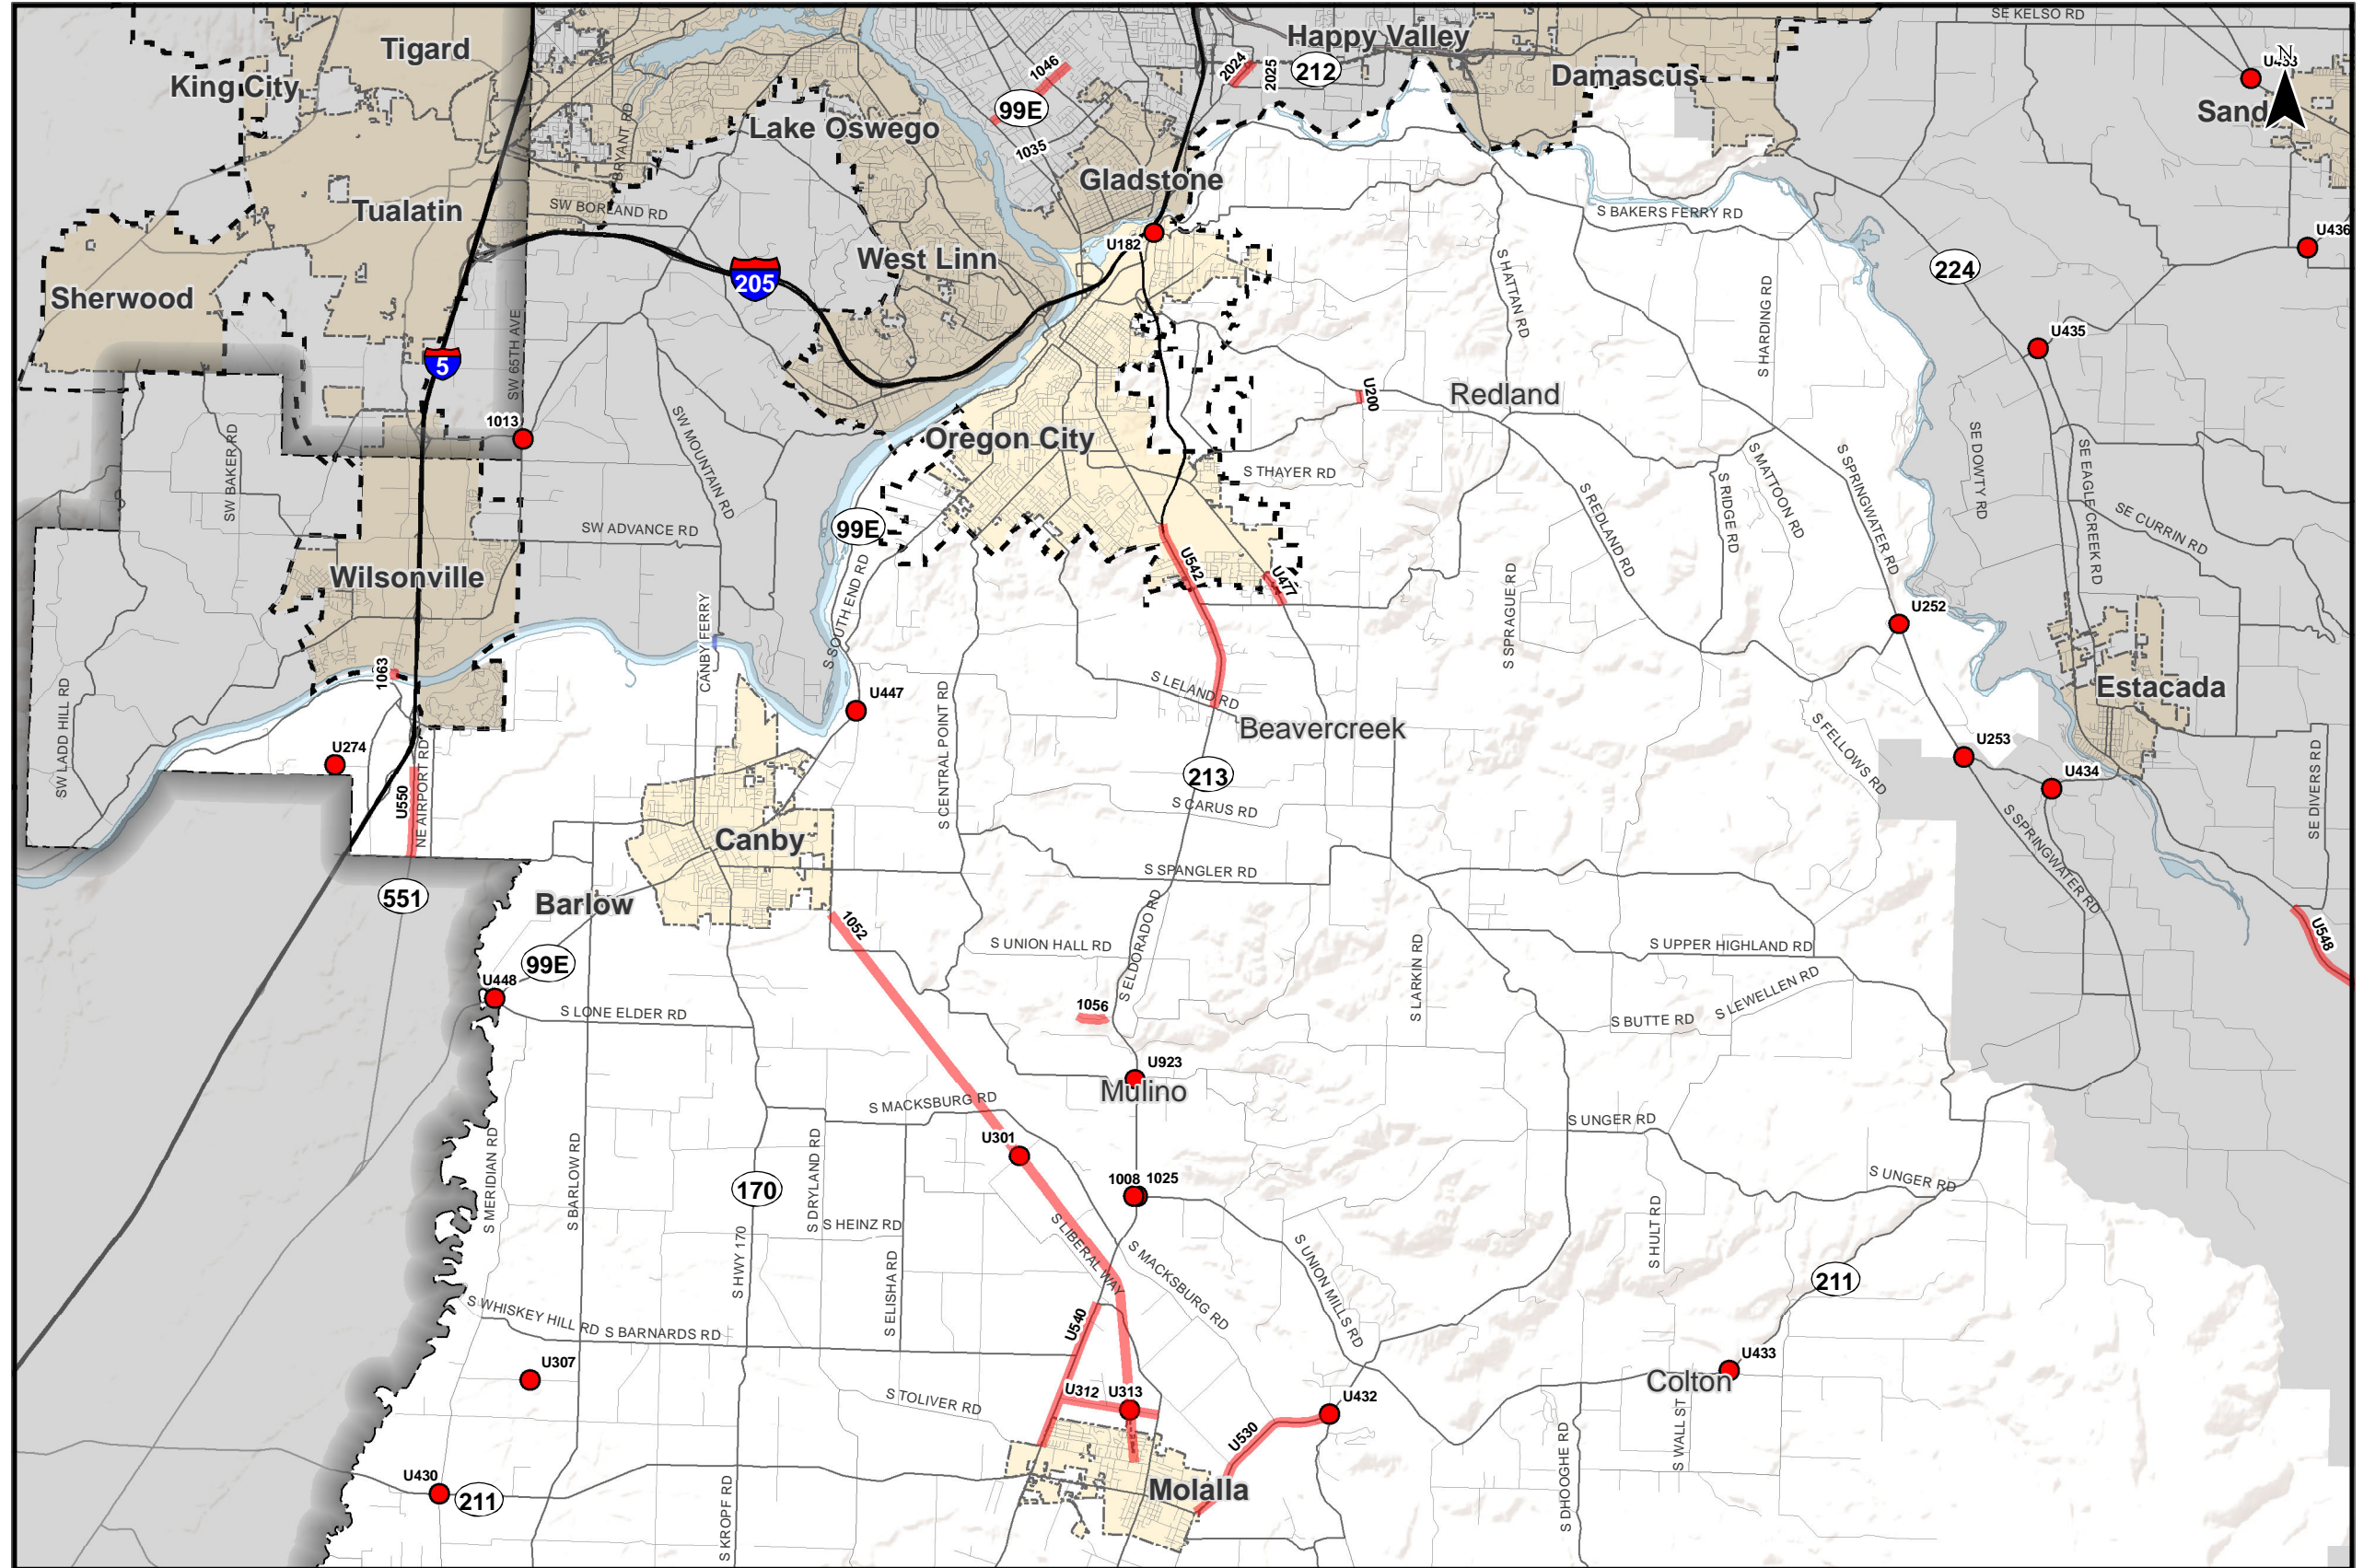 SE KELSO RD
Tigard
Happy Valley
King City
1046
2024
2025
212
Damascus
N
Sand
99E
Lake Oswego
BRYANT RD
1035
Gladstone
Tualatin
SW BORLAND RD
S BAKERS FERRY RD
U436
U182
West Linn
224
205
Sherwood
S HATTAN RD
S HARDING RD
SW 65TH AVE
U435
5
U200
Redland
1013
SW MOUNTAIN RD
Oregon City
SW BAKER RD
S THAYER RD
S MATTOON RD
S SPRINGWATER RD
SE DOWTY RD
SE EAGLE CREEK RD
S RIDGE RD
S REDLAND RD
99E
SW ADVANCE RD
SE CURRIN RD
U542
Wilsonville
U477
S SOUTH END RD
S SPRAGUE RD
U252
CANBY FERRY
1063
SW LADD HILL RD
U447
S LELAND RD
Estacada
S CENTRAL POINT RD
Beavercreek
S FELLOWS RD
U253
U274
213
U434
SE DIVERS RD
U550
NE AIRPORT RD
S CARUS RD
S SPRINGWATER RD
Canby
S SPANGLER RD
551
Barlow
1052
S ELDORADO RD
U548
S UNION HALL RD
S LARKIN RD
S UPPER HIGHLAND RD
99E
U448
S LEWELLEN RD
S LONE ELDER RD
1056
S BUTTE RD
U923
Mulino
S MACKSBURG RD
S UNGER RD
U301
S MERIDIAN RD
S BARLOW RD
S DRYLAND RD
170
1008
1025
S UNGER RD
S HEINZ RD
S HULT RD
S LIBERAL WAY
S MACKSBURG RD
S UNION MILLS RD
S HWY 170
S ELISHA RD
211
S WHISKEY HILL RD
S BARNARDS RD
U540
U307
U433
Colton
U312
U313
U432
S TOLIVER RD
U530
S WALL ST
S DHOOGHE RD
U430
211
S KROPF RD
Molalla